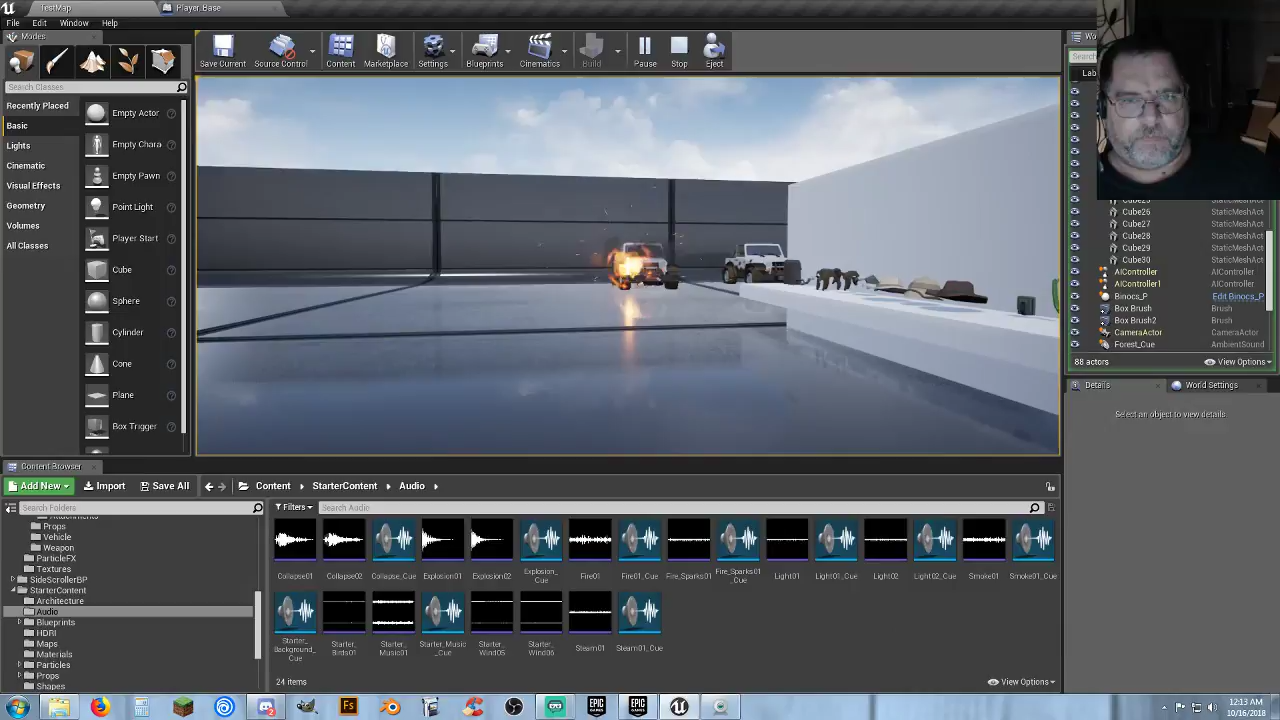 TestMap
Player.Base
File Edit Window Help
Modes
Search Classes
Recently Placed
Basic
Lights
Cinematic
Visual Effects
Geometry
Volumes
All Classes
Empty Actor
Empty Chara
Empty Pawn
Point Light
Player Start
Cube
Sphere
Cylinder
Cone
Plane
Box Trigger
Save Current Source Control Content Marketplace Settings Blueprints Cinematics Build Pause Stop Eject
Wo
Search
Lab
Cube25 StaticMeshAct
Cube26 StaticMeshAct
Cube27 StaticMeshAct
Cube28 StaticMeshAct
Cube29 StaticMeshAct
Cube30 StaticMeshAct
AIController AIController
AIController1 AIController
Binocs_P Edit Binocs_P
Box Brush Brush
Box Brush2 Brush
CameraActor CameraActor
Forest_Cue AmbientSound
88 actors View Options
Details World Settings
Select an object to view details.
Content Browser
Add New Import Save All Content StarterContent Audio
Search Folders
Filters Search Audio
Props
Vehicle
Weapon
ParticleFX
Textures
SideScrollerBP
StarterContent
Architecture
Audio
Blueprints
HDRI
Maps
Materials
Particles
Props
Shapes
Collapse01 Collapse02 Collapse_Cue Explosion01 Explosion02 Explosion_Cue Fire01 Fire01_Cue Fire_Sparks01 Fire_Sparks01_Cue Light01 Light01_Cue Light02 Light02_Cue Smoke01 Smoke01_Cue
Starter_Background_Cue Starter_Birds01 Starter_Music01 Starter_Music_Cue Starter_Wind05 Starter_Wind06 Steam01 Steam01_Cue
24 items View Options
12:13 AM
10/16/2018